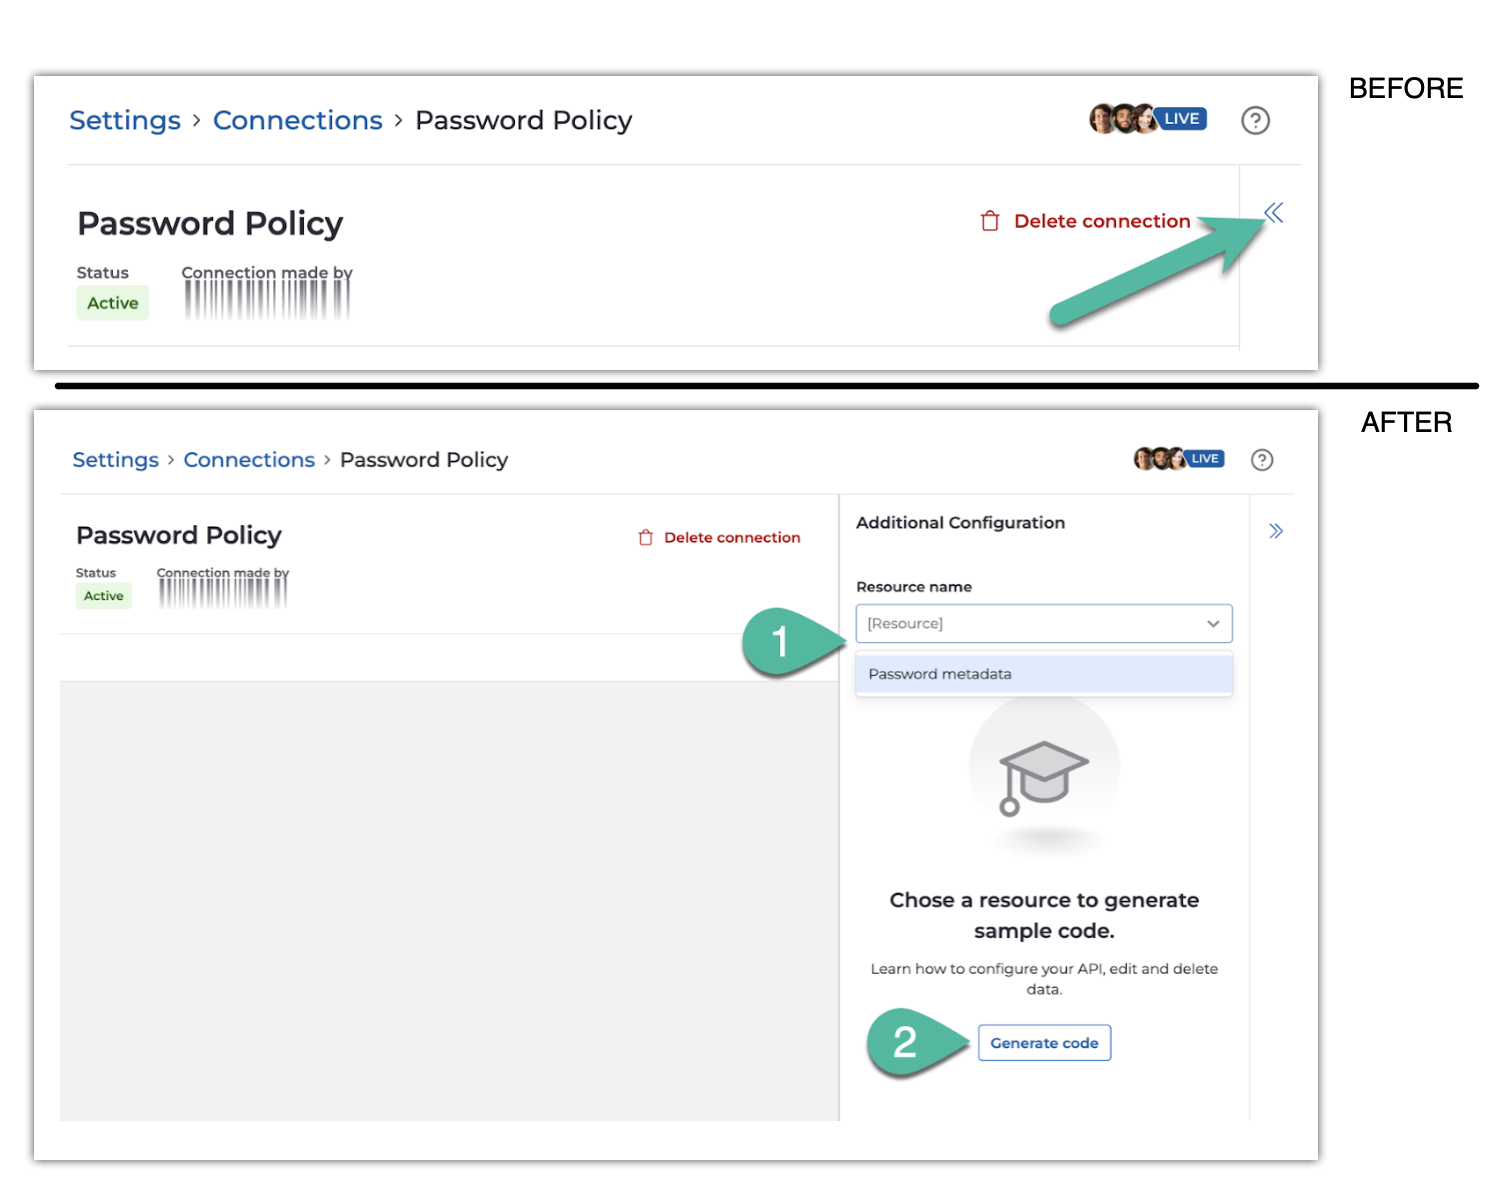 BEFORE
Settings > Connections > Password Policy
LIVE
?
Password Policy
Delete connection
Status
Connection made by
Active
AFTER
Settings > Connections > Password Policy
LIVE
?
Password Policy
Delete connection
Status
Connection made by
Active
Additional Configuration
Resource name
[Resource]
1
Password metadata
Chose a resource to generate
sample code.
Learn how to configure your API, edit and delete
data.
2
Generate code